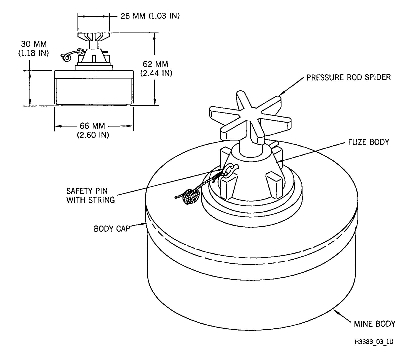 26 MM (1.03 IN)
30 MM
(1.18 IN)
62 MM
(2.44 IN)
66 MM
(2.60 IN)
PRESSURE ROD SPIDER
FUZE BODY
SAFETY PIN
WITH STRING
BODY CAP
MINE BODY